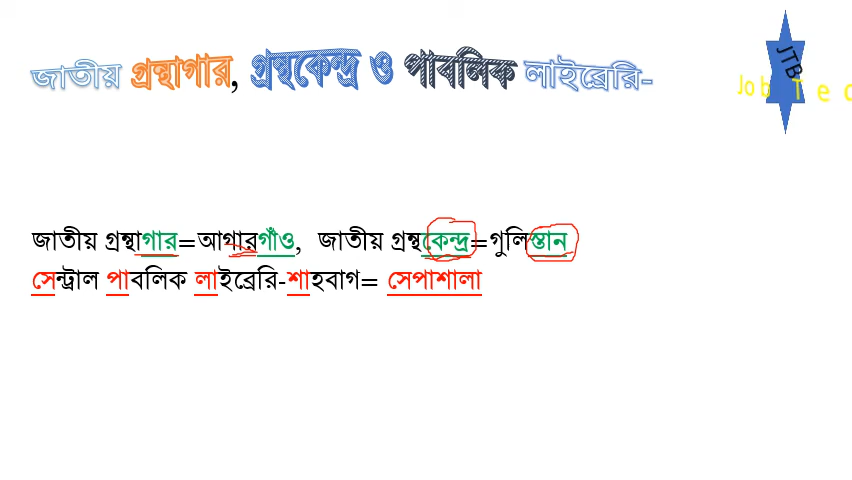 জাতীয় গ্রন্থাগার, গ্রন্থকেন্দ্র ও পাবলিক লাইব্রেরি-
JTB
Job Tec
জাতীয় গ্রন্থাগার=আগারগাঁও, জাতীয় গ্রন্থকেন্দ্র=গুলিস্তান
সেন্ট্রাল পাবলিক লাইব্রেরি-শাহবাগ= সেপাশালা